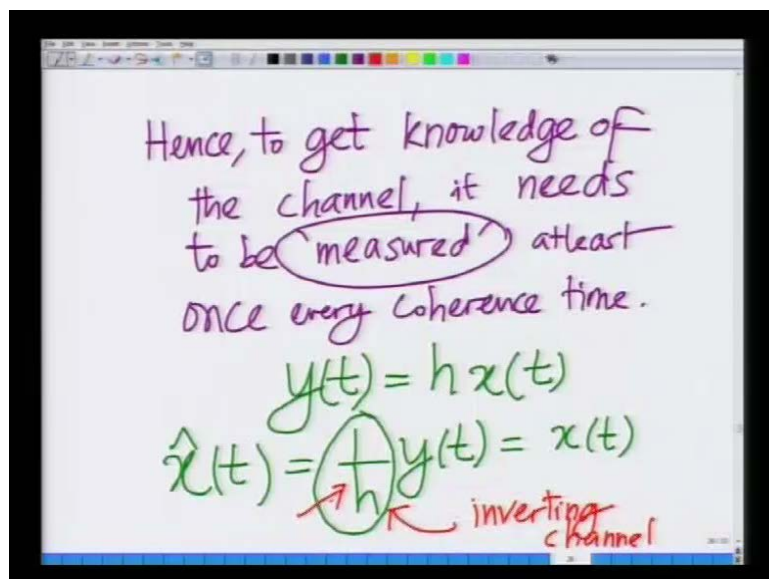 Hence, to get knowledge of
the channel, it needs
to be 'measured' atleast
once every coherence time.
y(t) = h x(t)
x̂(t) = 1/h y(t) = x(t)
inverting
channel